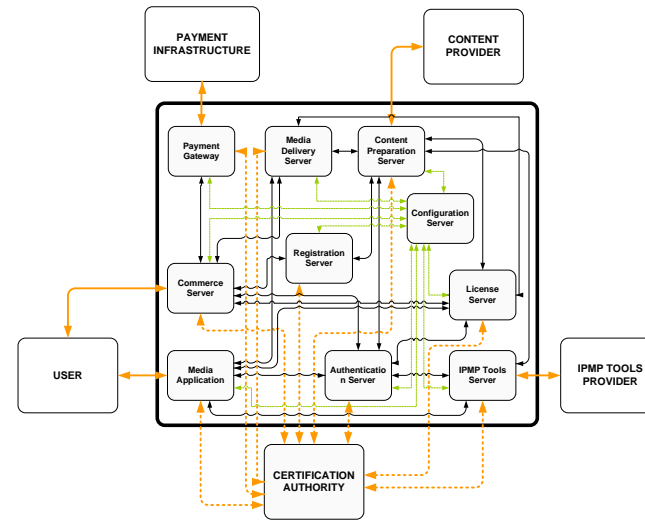 PAYMENT
INFRASTRUCTURE
CONTENT
PROVIDER
Payment
Gateway
Media
Delivery
Server
Content
Preparation
Server
Configuration
Server
Registration
Server
Commerce
Server
License
Server
USER
Media
Application
Authenticatio
n Server
IPMP Tools
Server
IPMP TOOLS
PROVIDER
CERTIFICATION
AUTHORITY